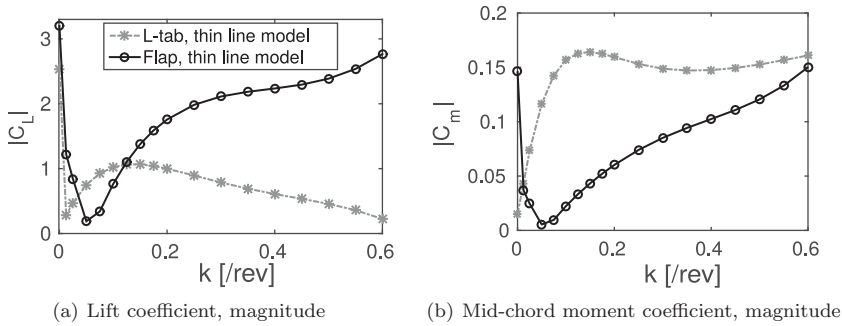 3
2
1
0
|C_L|
L-tab, thin line model
Flap, thin line model
0 0.2 0.4 0.6
k [/rev]
(a) Lift coefficient, magnitude
0.2
0.15
0.1
0.05
0
|C_m|
0 0.2 0.4 0.6
k [/rev]
(b) Mid-chord moment coefficient, magnitude